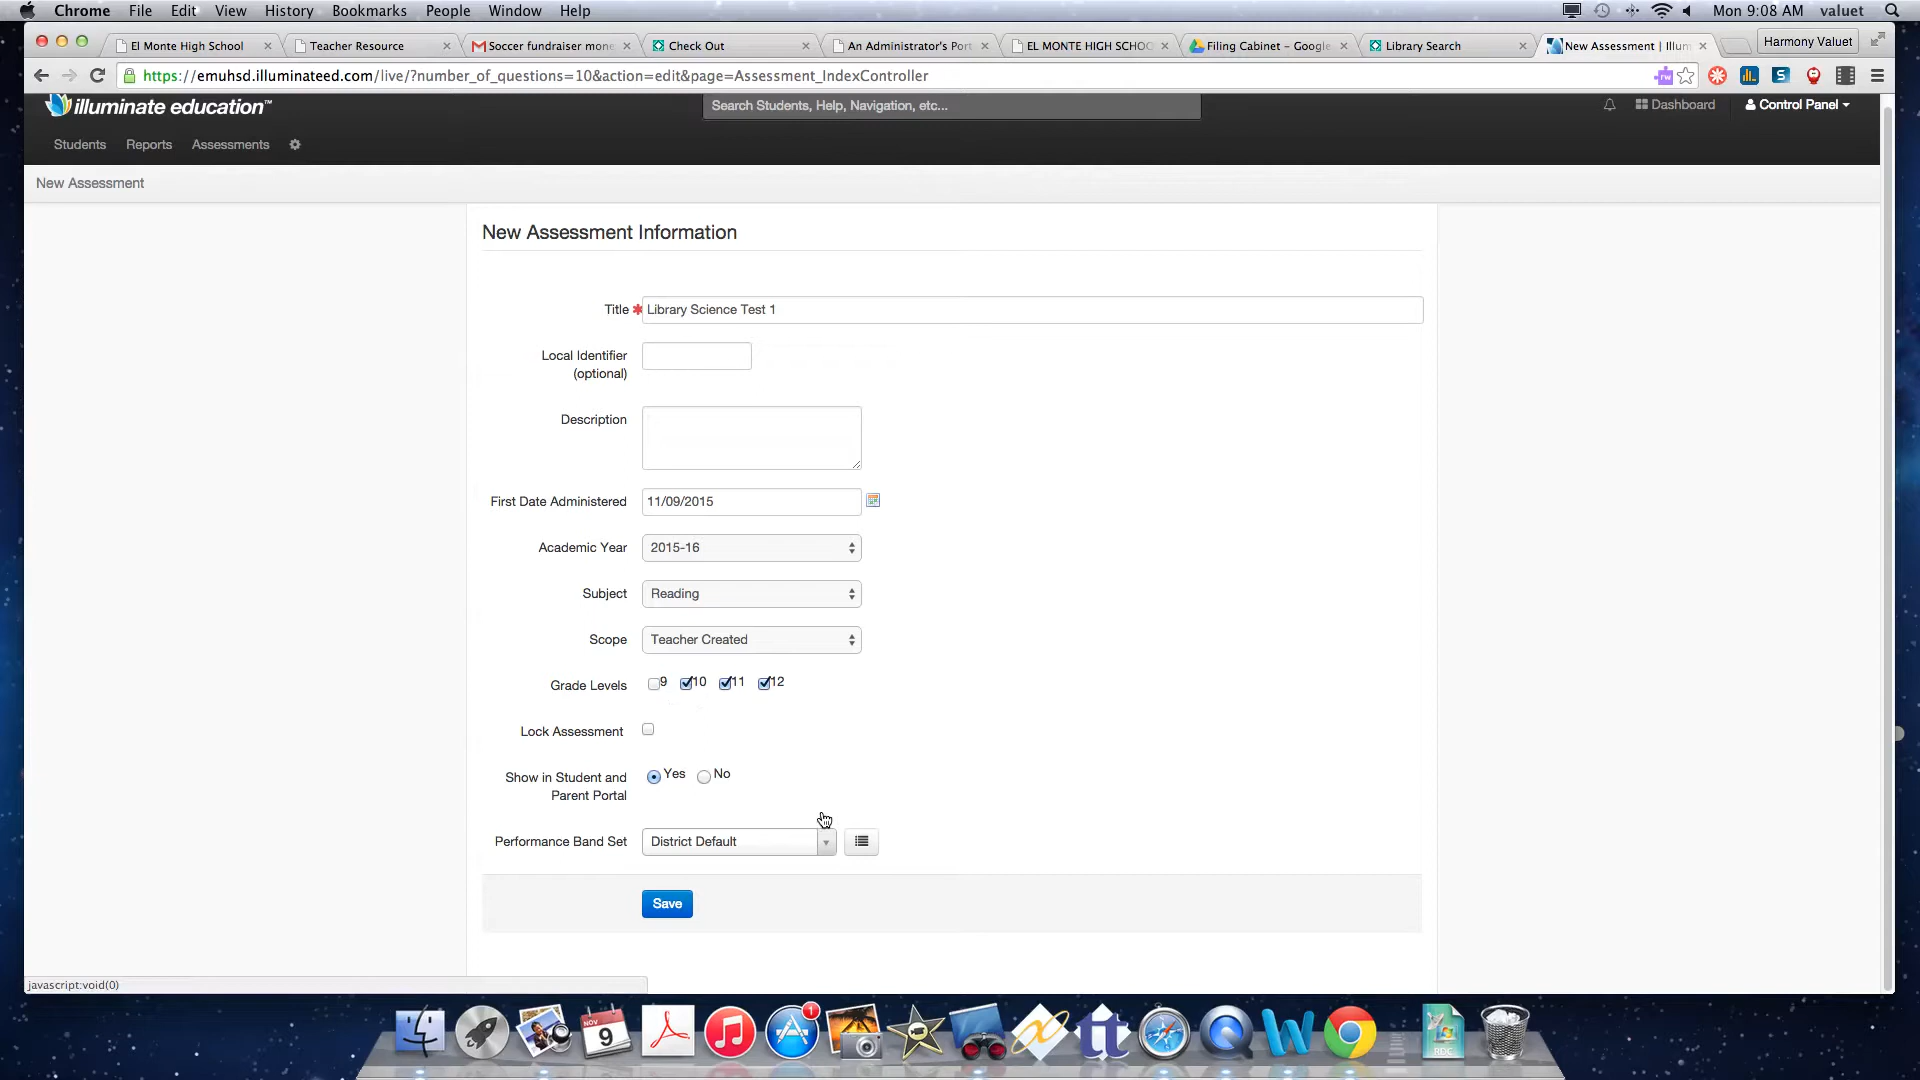 Chrome File Edit View History Bookmarks People Window Help Mon 9:08 AM valuet
El Monte High School Teacher Resource Soccer fundraiser mone Check Out An Administrator's Port EL MONTE HIGH SCHOO Filing Cabinet – Google Library Search New Assessment | Illum Harmony Valuet
https://emuhsd.illuminateed.com/live/?number_of_questions=10&action=edit&page=Assessment_IndexController
illuminate education™ Search Students, Help, Navigation, etc... Dashboard Control Panel
Students Reports Assessments
New Assessment
New Assessment Information
Title Library Science Test 1
Local Identifier
(optional)
Description
First Date Administered 11/09/2015
Academic Year 2015-16
Subject Reading
Scope Teacher Created
Grade Levels 9 10 11 12
Lock Assessment
Show in Student and Yes No
Parent Portal
Performance Band Set District Default
Save
javascript:void(0)
1
NOV
9
RDC